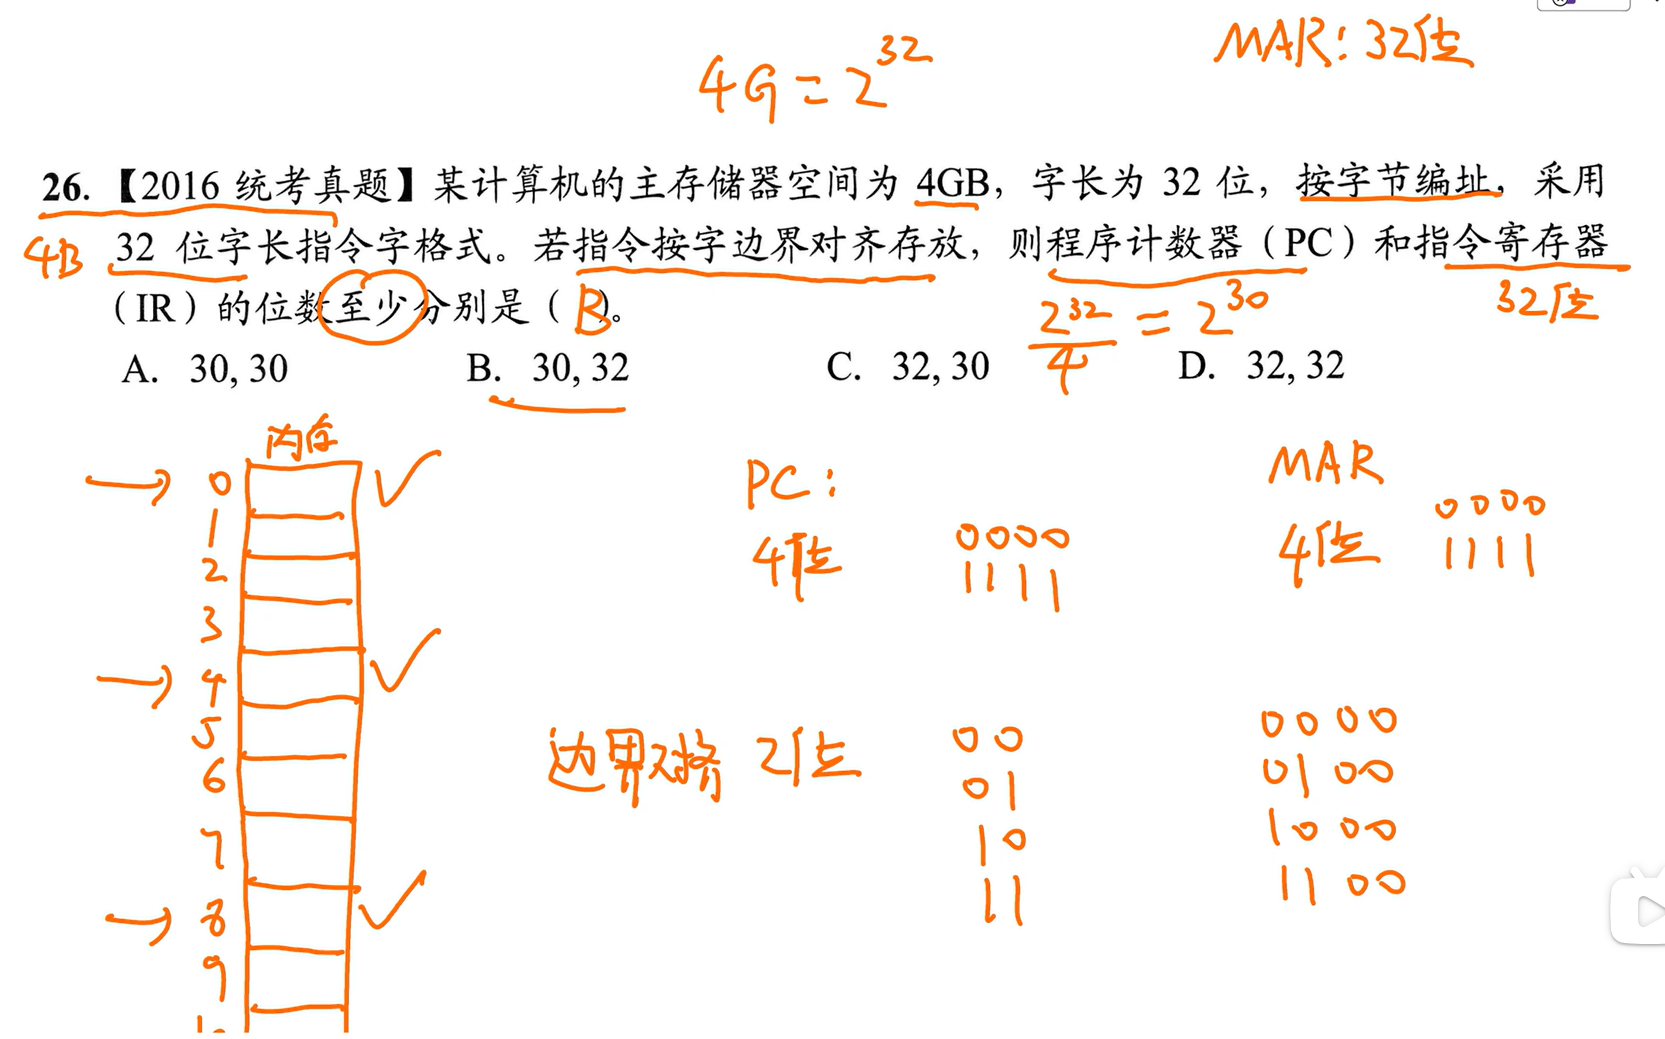 4G=2^32
MAR:32位
26.【2016 统考真题】某计算机的主存储器空间为 4GB，字长为 32 位，按字节编址，采用
4B 32 位字长指令字格式。若指令按字边界对齐存放，则程序计数器（PC）和指令寄存器
（IR）的位数至少分别是（B）。
2^32/4=2^30
32位
A. 30, 30 B. 30, 32 C. 32, 30 D. 32, 32
内存
0
1
2
3
4
5
6
7
8
9
PC:
4位
0000
1111
MAR
4位
0000
1111
边界对齐 2位
00
01
10
11
0000
0100
1000
1100